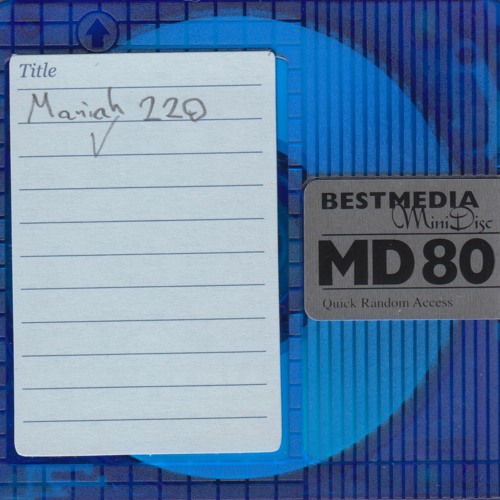 Title
Mariah 220
BESTMEDIA
MiniDisc
MD 80
Quick Random Access